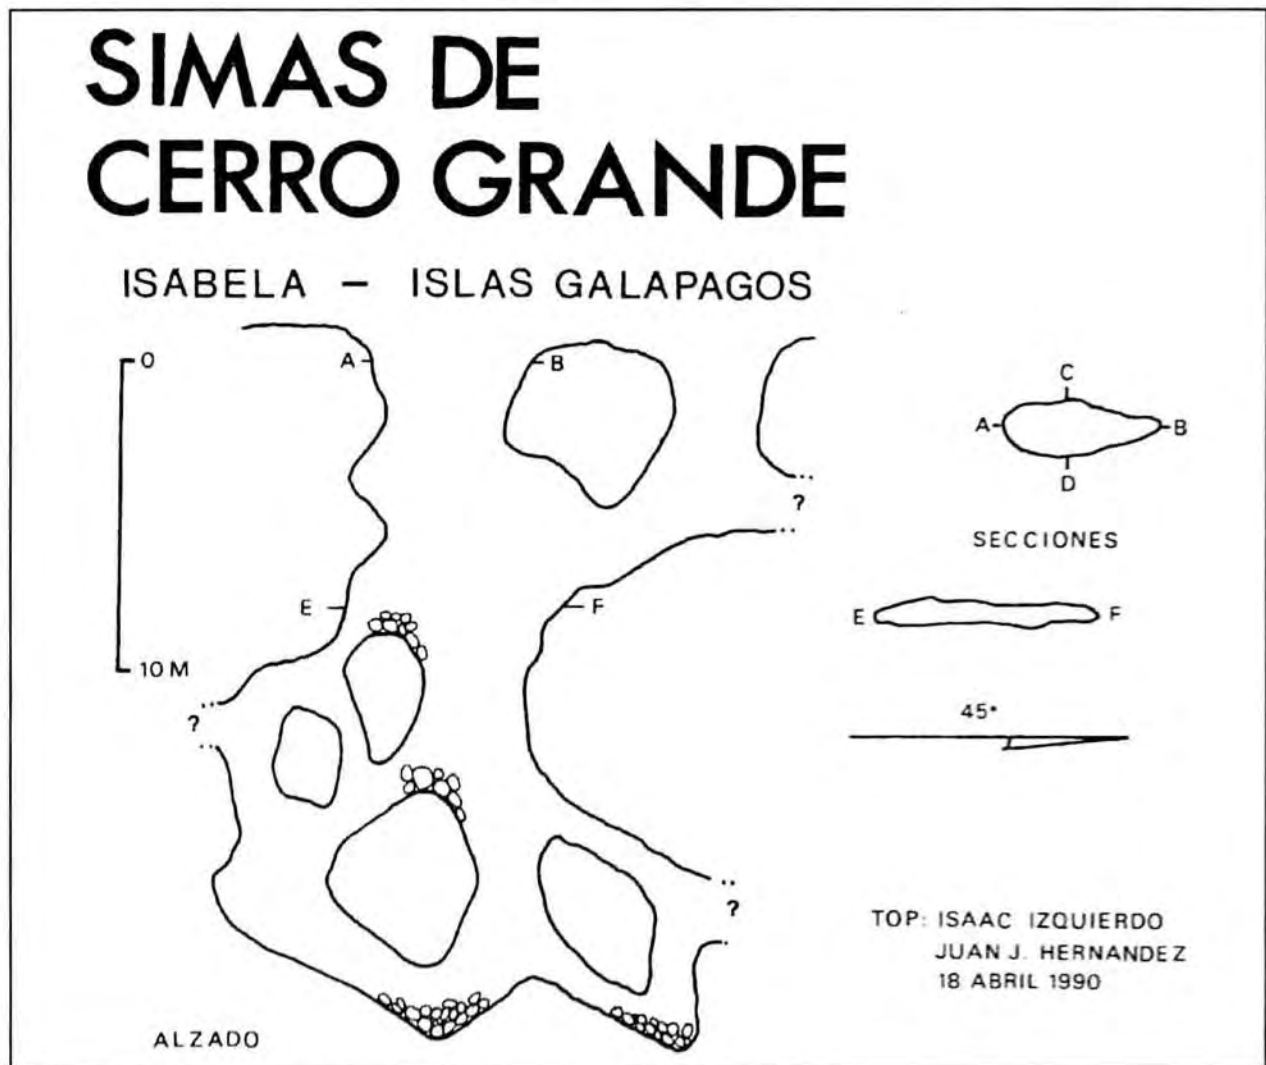 SIMAS DE
CERRO GRANDE
ISABELA – ISLAS GALAPAGOS
0
A
B
C
A
B
D
?
SECCIONES
E
F
E
F
10 M
?
45°
?
TOP: ISAAC IZQUIERDO
JUAN J. HERNANDEZ
18 ABRIL 1990
ALZADO